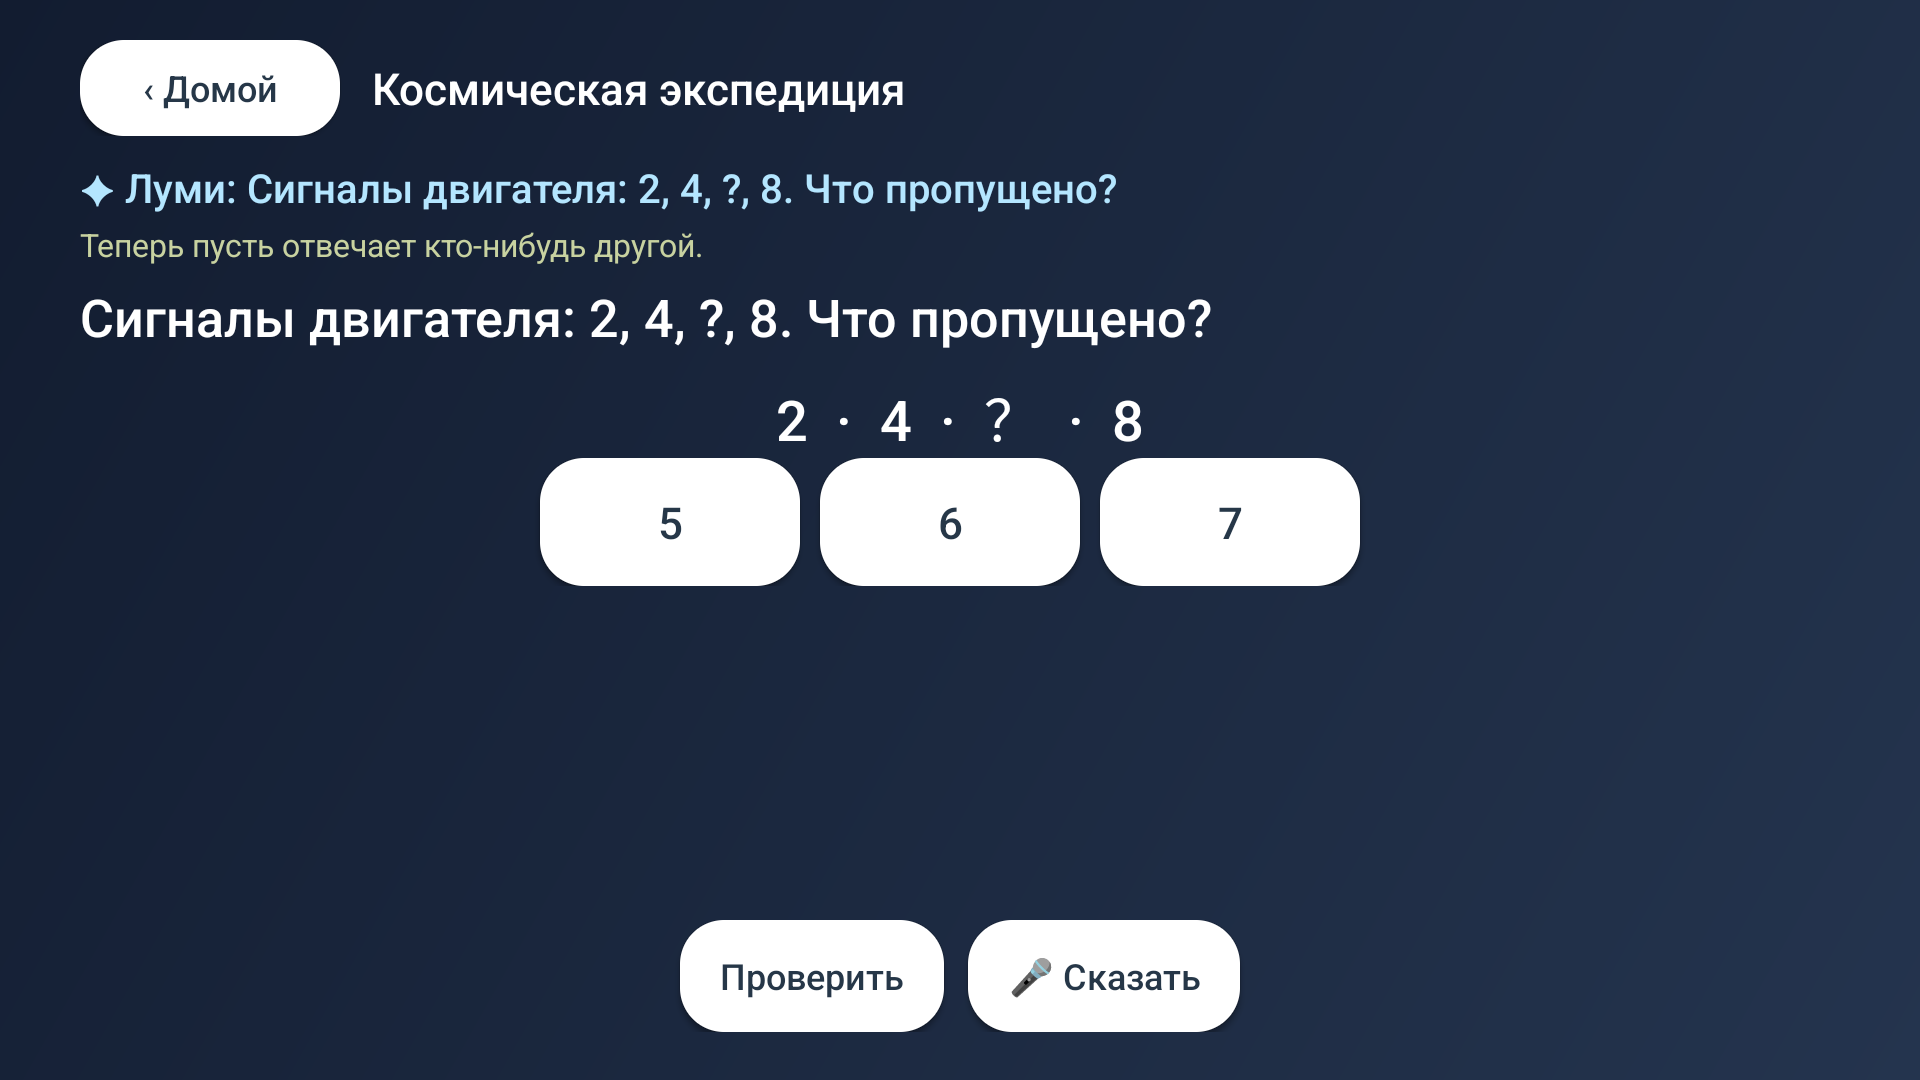 ‹ Домой
Космическая экспедиция
✦ Луми: Сигналы двигателя: 2, 4, ?, 8. Что пропущено?
Теперь пусть отвечает кто-нибудь другой.
Сигналы двигателя: 2, 4, ?, 8. Что пропущено?
2 · 4 · ? · 8
5
6
7
Проверить
🎤 Сказать